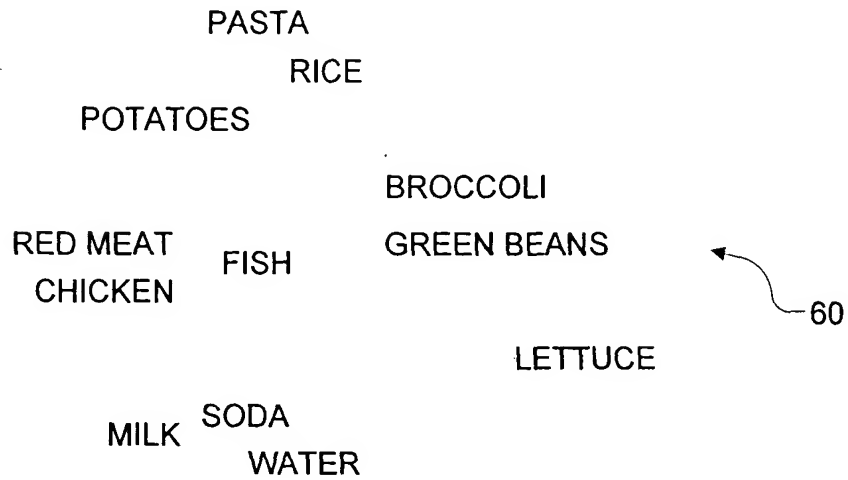 PASTA
RICE
POTATOES
BROCCOLI
RED MEAT
FISH
GREEN BEANS
CHICKEN
60
LETTUCE
SODA
MILK
WATER